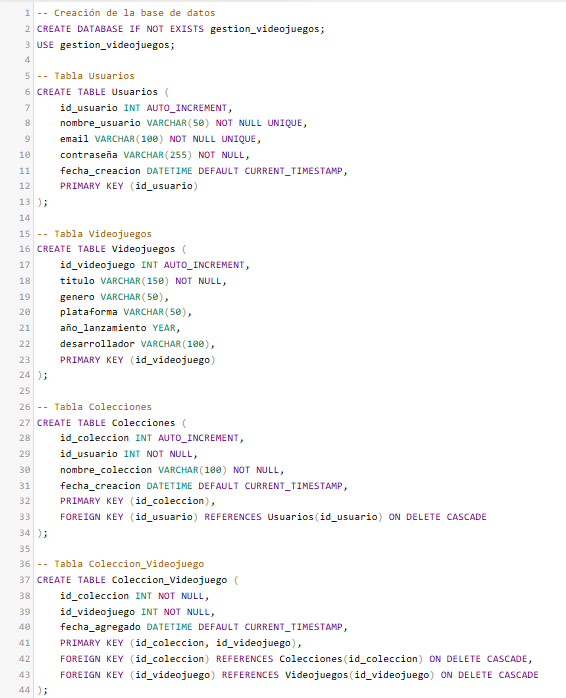 1 -- Creación de la base de datos
2 CREATE DATABASE IF NOT EXISTS gestion_videojuegos;
3 USE gestion_videojuegos;
4
5 -- Tabla Usuarios
6 CREATE TABLE Usuarios (
7     id_usuario INT AUTO_INCREMENT,
8     nombre_usuario VARCHAR(50) NOT NULL UNIQUE,
9     email VARCHAR(100) NOT NULL UNIQUE,
10     contraseña VARCHAR(255) NOT NULL,
11     fecha_creacion DATETIME DEFAULT CURRENT_TIMESTAMP,
12     PRIMARY KEY (id_usuario)
13 );
14
15 -- Tabla Videojuegos
16 CREATE TABLE Videojuegos (
17     id_videojuego INT AUTO_INCREMENT,
18     titulo VARCHAR(150) NOT NULL,
19     genero VARCHAR(50),
20     plataforma VARCHAR(50),
21     año_lanzamiento YEAR,
22     desarrollador VARCHAR(100),
23     PRIMARY KEY (id_videojuego)
24 );
25
26 -- Tabla Colecciones
27 CREATE TABLE Colecciones (
28     id_coleccion INT AUTO_INCREMENT,
29     id_usuario INT NOT NULL,
30     nombre_coleccion VARCHAR(100) NOT NULL,
31     fecha_creacion DATETIME DEFAULT CURRENT_TIMESTAMP,
32     PRIMARY KEY (id_coleccion),
33     FOREIGN KEY (id_usuario) REFERENCES Usuarios(id_usuario) ON DELETE CASCADE
34 );
35
36 -- Tabla Coleccion_Videojuego
37 CREATE TABLE Coleccion_Videojuego (
38     id_coleccion INT NOT NULL,
39     id_videojuego INT NOT NULL,
40     fecha_agregado DATETIME DEFAULT CURRENT_TIMESTAMP,
41     PRIMARY KEY (id_coleccion, id_videojuego),
42     FOREIGN KEY (id_coleccion) REFERENCES Colecciones(id_coleccion) ON DELETE CASCADE,
43     FOREIGN KEY (id_videojuego) REFERENCES Videojuegos(id_videojuego) ON DELETE CASCADE
44 );